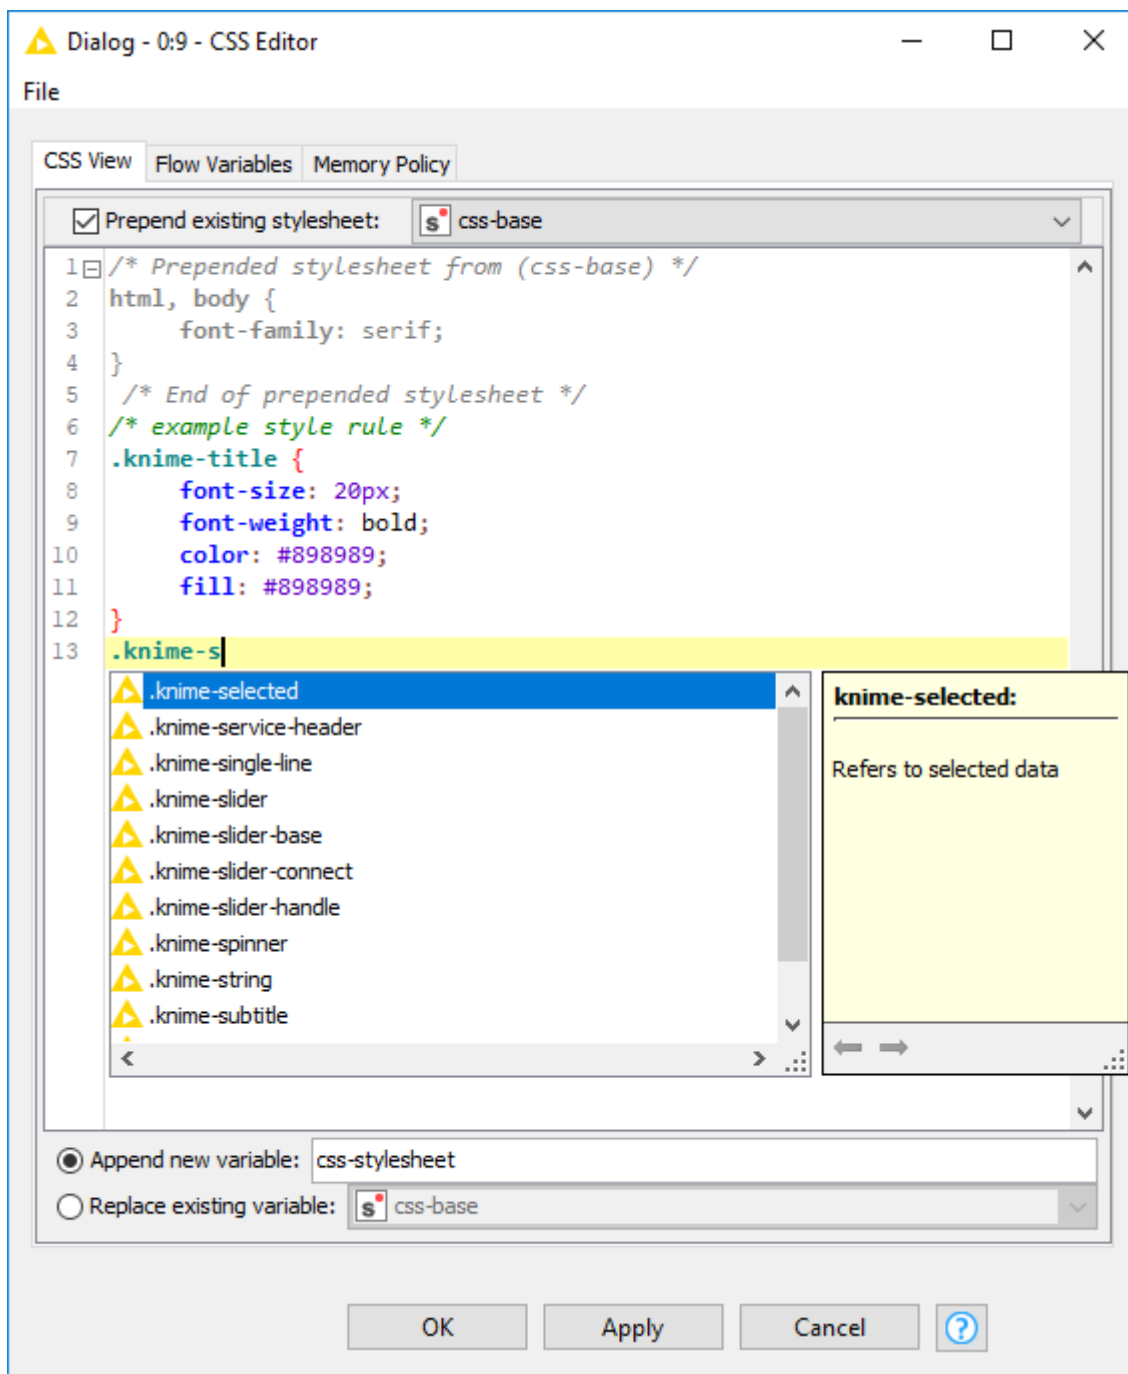 Dialog - 0:9 - CSS Editor
File
CSS View Flow Variables Memory Policy
Prepend existing stylesheet: s css-base
1 /* Prepended stylesheet from (css-base) */
2 html, body {
3 font-family: serif;
4 }
5 /* End of prepended stylesheet */
6 /* example style rule */
7 .knime-title {
8 font-size: 20px;
9 font-weight: bold;
10 color: #898989;
11 fill: #898989;
12 }
13 .knime-s
.knime-selected
.knime-service-header
.knime-single-line
.knime-slider
.knime-slider-base
.knime-slider-connect
.knime-slider-handle
.knime-spinner
.knime-string
.knime-subtitle
knime-selected:
Refers to selected data
Append new variable: css-stylesheet
Replace existing variable: s css-base
OK Apply Cancel ?